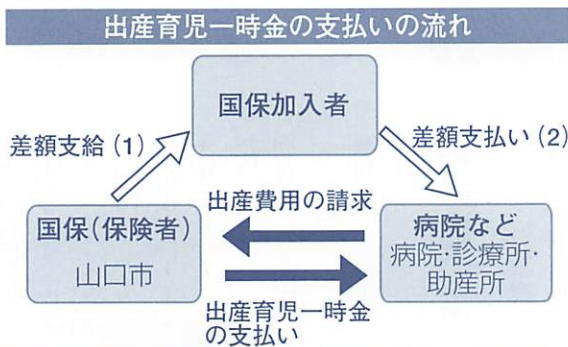 出産育児一時金の支払いの流れ
国保加入者
差額支給(1)
差額支払い(2)
出産費用の請求
国保(保険者)
山口市
病院など
病院・診療所・
助産所
出産育児一時金
の支払い